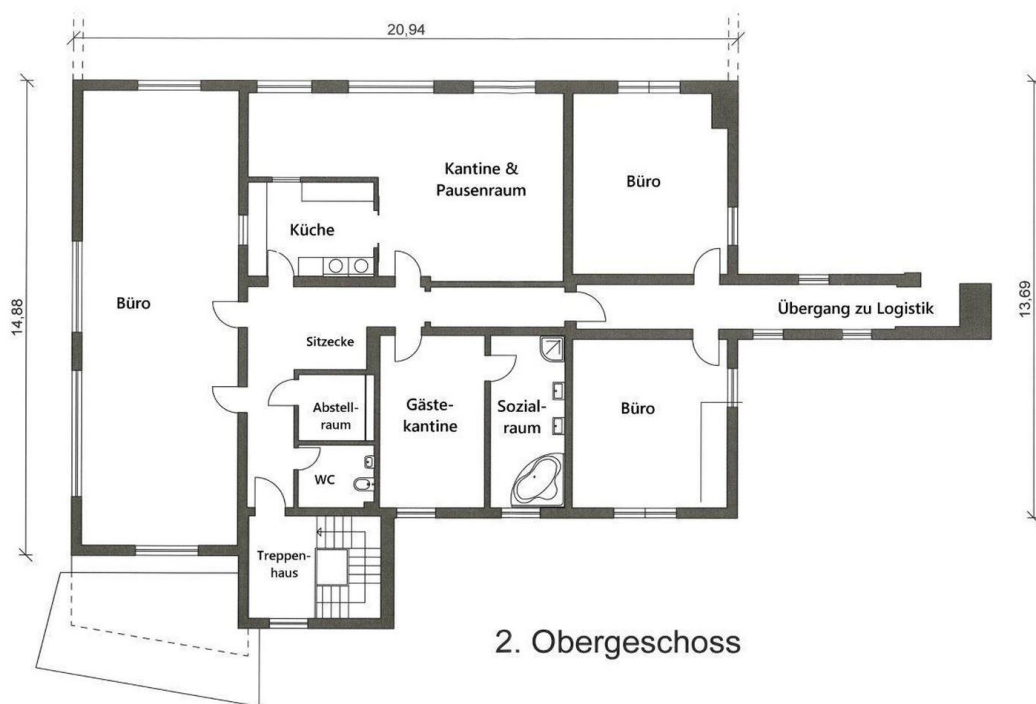 20,94
Kantine &
Pausenraum
Büro
Küche
14,88
Büro
13,69
Übergang zu Logistik
Sitzecke
Abstell-
raum
Gäste-
kantine
Sozial-
raum
Büro
WC
Treppen-
haus
2. Obergeschoss